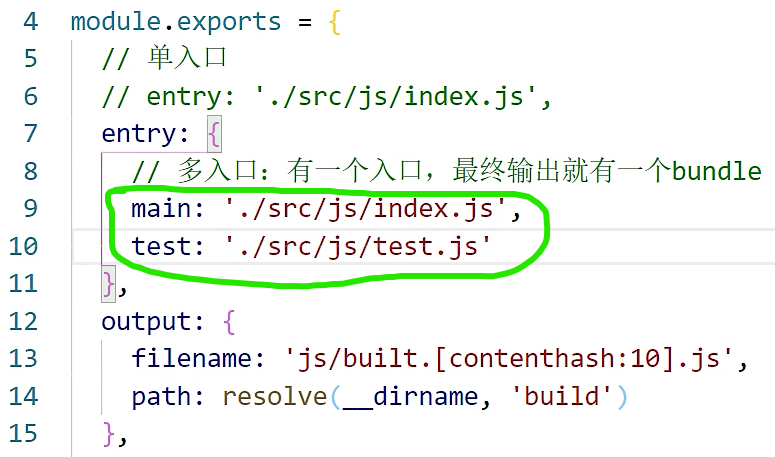 4 module.exports = {
5 // 单入口
6 // entry: './src/js/index.js',
7 entry: {
8 // 多入口：有一个入口，最终输出就有一个bundle
9 main: './src/js/index.js',
10 test: './src/js/test.js'
11 },
12 output: {
13 filename: 'js/built.[contenthash:10].js',
14 path: resolve(__dirname, 'build')
15 },